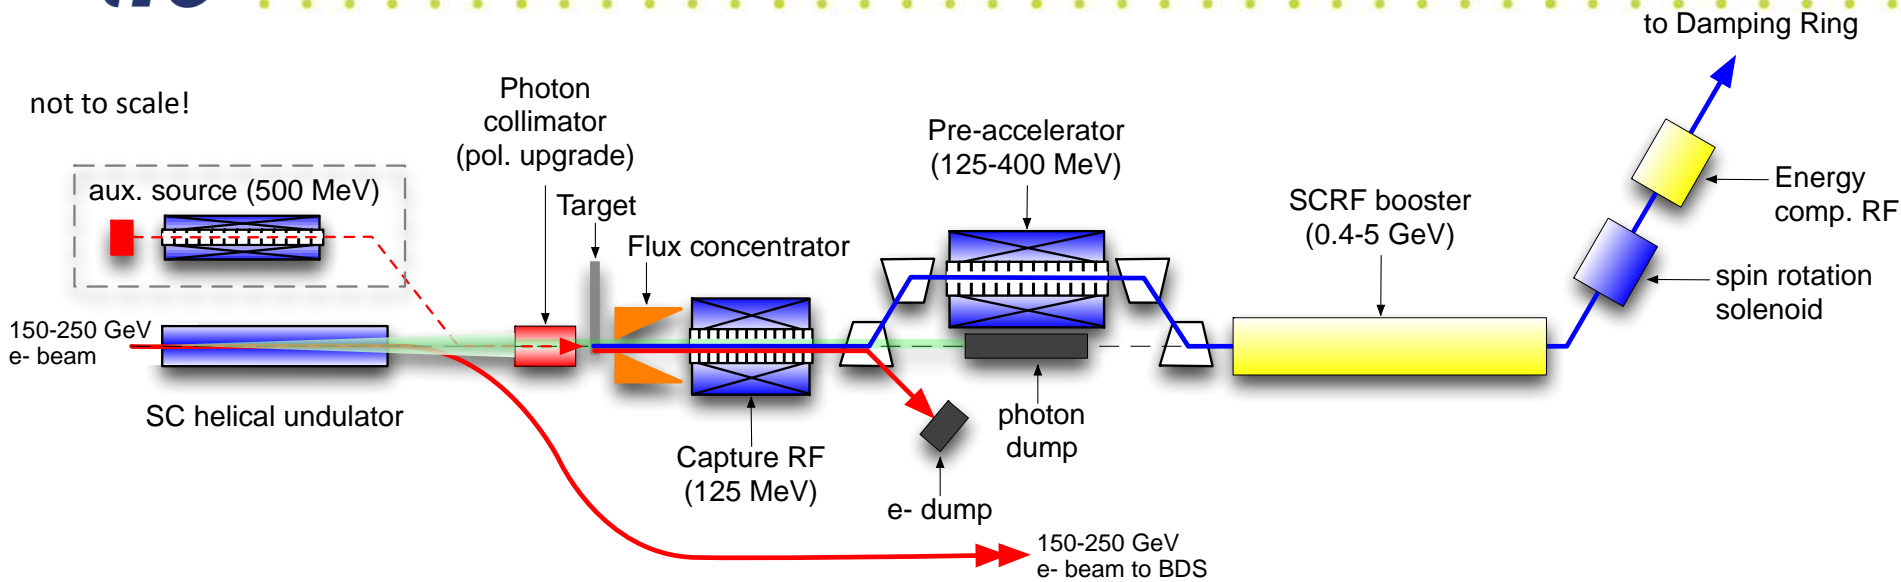 to Damping Ring
not to scale!
Photon
collimator
(pol. upgrade)
Pre-accelerator
(125-400 MeV)
aux. source (500 MeV)
Target
Flux concentrator
SCRF booster
(0.4-5 GeV)
Energy
comp. RF
spin rotation
solenoid
150-250 GeV
e- beam
SC helical undulator
Capture RF
(125 MeV)
photon
dump
e- dump
150-250 GeV
e- beam to BDS